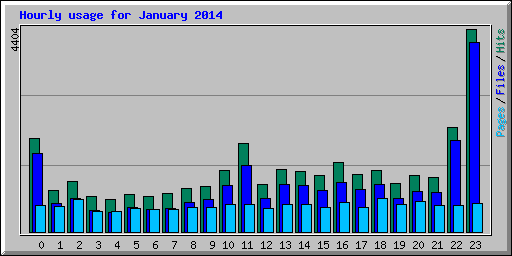 Hourly usage for January 2014
4404
Pages / Files / Hits
0 1 2 3 4 5 6 7 8 9 10 11 12 13 14 15 16 17 18 19 20 21 22 23